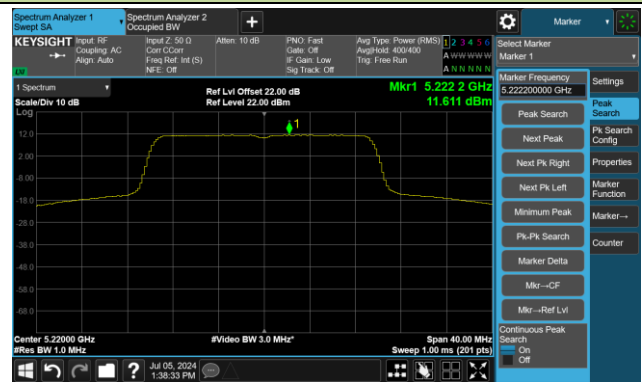 Spectrum Analyzer 1
Swept SA
Spectrum Analyzer 2
Occupied BW
+
Marker
KEYSIGHT
Input: RF
Coupling: AC
Align: Auto
Input Z: 50 Ω
Corr CCorr
Freq Ref: Int (S)
NFE: Off
Atten: 10 dB
PNO: Fast
Gate: Off
IF Gain: Low
Sig Track: Off
Avg Type: Power (RMS)
Avg|Hold: 400/400
Trig: Free Run
1 2 3 4 5 6
A W W W W W
A N N N N N
LW
1 Spectrum
Scale/Div 10 dB
Log
Ref Lvl Offset 22.00 dB
Ref Level 22.00 dBm
Mkr1 5.222 2 GHz
11.611 dBm
1
12.0
2.00
-8.00
-18.0
-28.0
-38.0
-48.0
-58.0
-68.0
Center 5.22000 GHz
#Res BW 1.0 MHz
#Video BW 3.0 MHz*
Span 40.00 MHz
Sweep 1.00 ms (201 pts)
Jul 05, 2024
1:38:33 PM
Select Marker
Marker 1
Marker Frequency
5.222200000 GHz
Peak Search
Next Peak
Next Pk Right
Next Pk Left
Minimum Peak
Pk-Pk Search
Marker Delta
Mkr→CF
Mkr→Ref Lvl
Continuous Peak
Search
On
Off
Settings
Peak
Search
Pk Search
Config
Properties
Marker
Function
Marker→
Counter